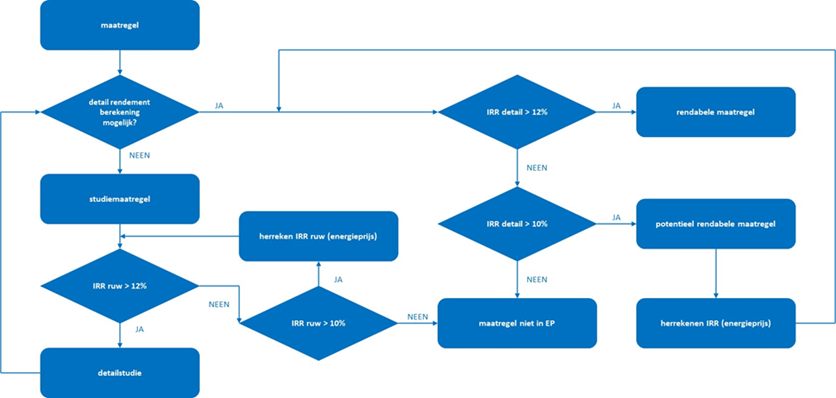 maatregel
detail rendement
berekening
mogelijk?
JA
IRR detail > 12%
JA
rendabele maatregel
NEEN
NEEN
studiemaatregel
herreken IRR ruw (energieprijs)
IRR detail > 10%
JA
potentieel rendabele maatregel
IRR ruw > 12%
NEEN
JA
NEEN
IRR ruw > 10%
NEEN
maatregel niet in EP
herrekenen IRR (energieprijs)
JA
detailstudie